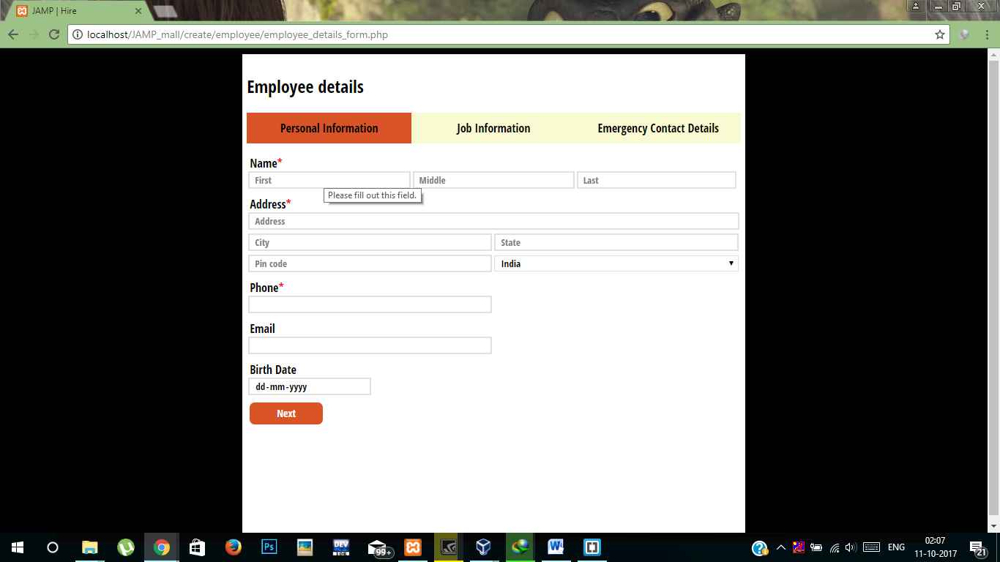 JAMP | Hire
localhost/JAMP_mall/create/employee/employee_details_form.php
Employee details
Personal Information Job Information Emergency Contact Details
Name*
First Middle Last
Please fill out this field.
Address*
Address
City State
Pin code India
Phone*
Email
Birth Date
dd-mm-yyyy
Next
Ps
DEV
IDE
99+
W
ENG
02:07
11-10-2017
21